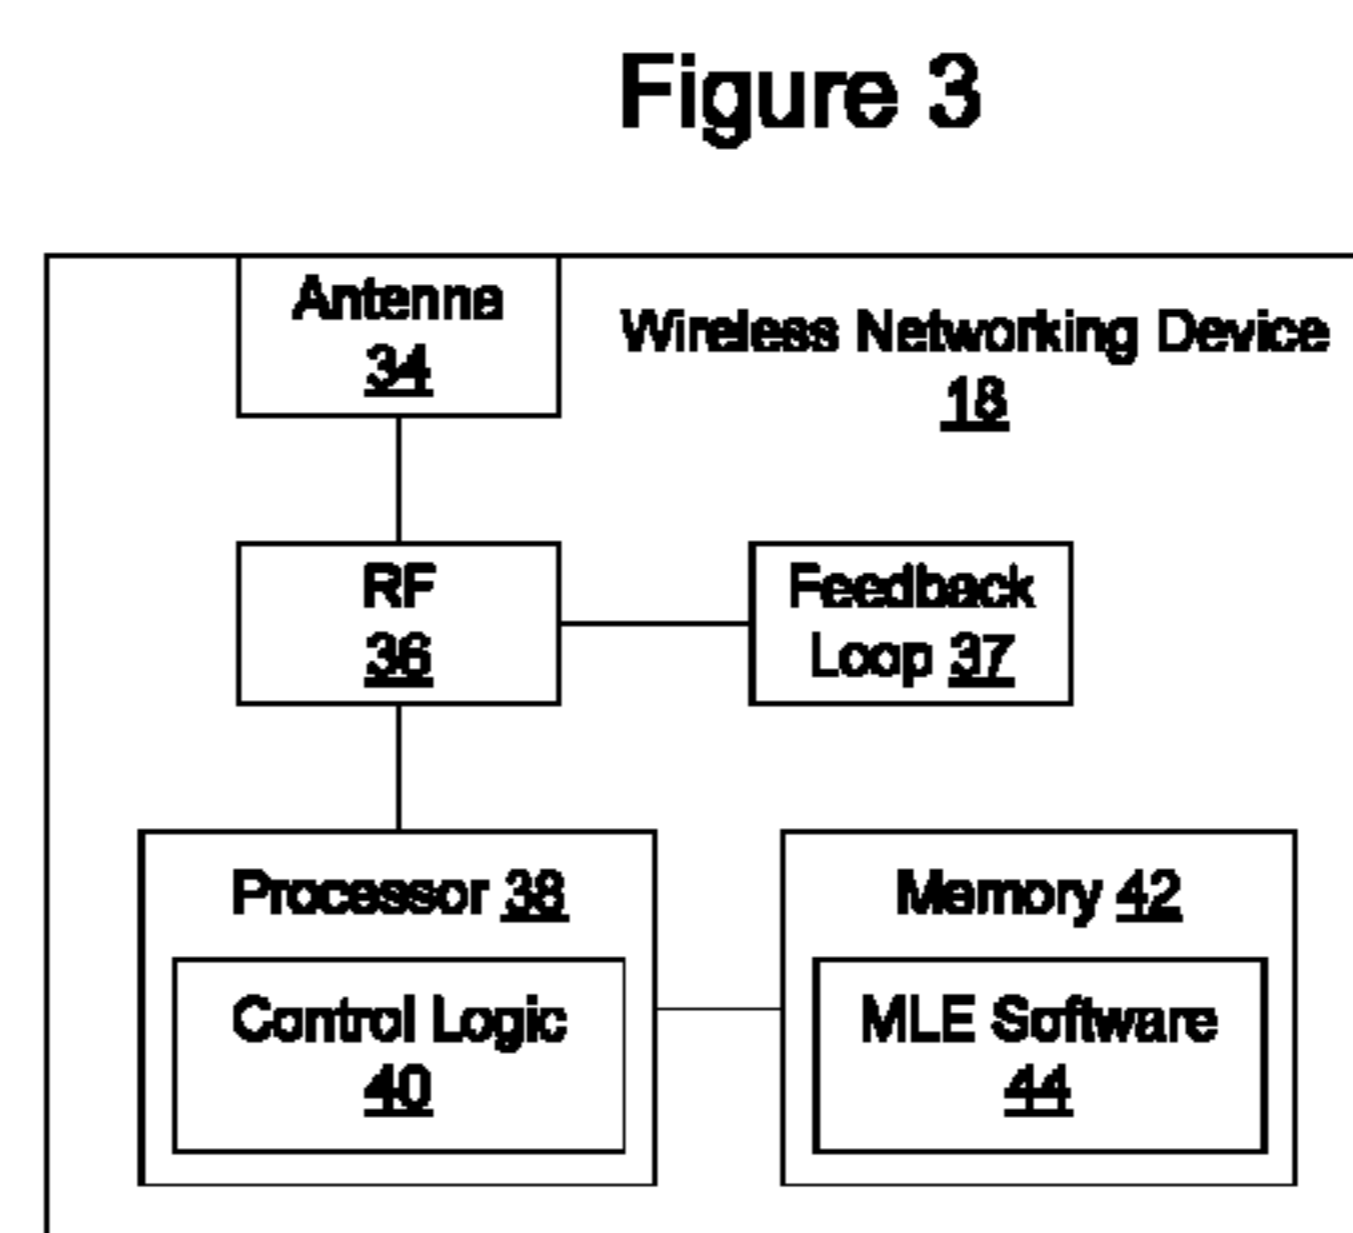 Figure 3
Antenna
34
Wireless Networking Device
18
RF
36
Feedback
Loop 37
Processor 38
Control Logic
40
Memory 42
MLE Software
44